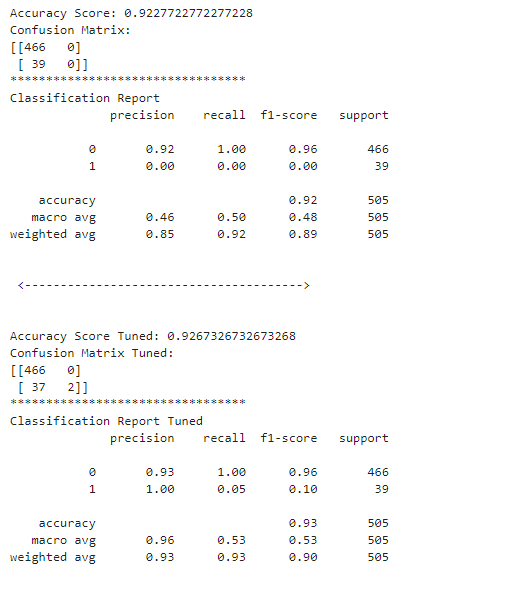 Accuracy Score: 0.9227722772277228
Confusion Matrix:
[[466   0]
 [ 39   0]]
*********************************
Classification Report
              precision    recall  f1-score   support

           0       0.92      1.00      0.96       466
           1       0.00      0.00      0.00        39

    accuracy                           0.92       505
   macro avg       0.46      0.50      0.48       505
weighted avg       0.85      0.92      0.89       505

 <--------------------------------------->

Accuracy Score Tuned: 0.9267326732673268
Confusion Matrix Tuned:
[[466   0]
 [ 37   2]]
*********************************
Classification Report Tuned
              precision    recall  f1-score   support

           0       0.93      1.00      0.96       466
           1       1.00      0.05      0.10        39

    accuracy                           0.93       505
   macro avg       0.96      0.53      0.53       505
weighted avg       0.93      0.93      0.90       505